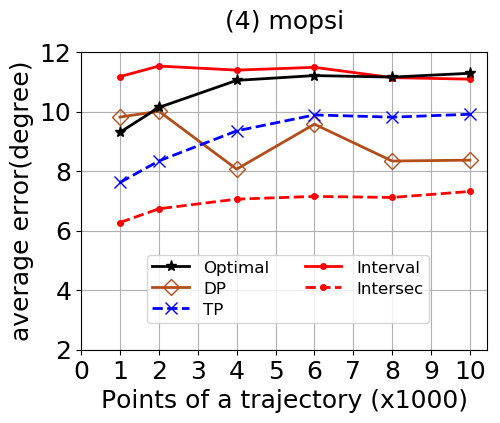 (4) mopsi
average error(degree)
12
10
8
6
4
2
Optimal
DP
TP
Interval
Intersec
0 1 2 3 4 5 6 7 8 9 10
Points of a trajectory (x1000)